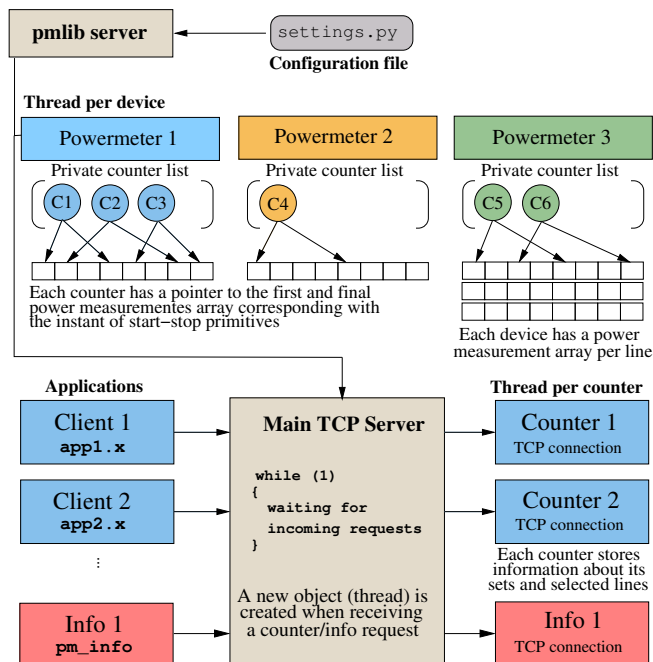 pmlib server
settings.py
Configuration file
Thread per device
Powermeter 1
Powermeter 2
Powermeter 3
Private counter list
Private counter list
Private counter list
C1
C2
C3
C4
C5
C6
Each counter has a pointer to the first and final
power measurementes array corresponding with
the instant of start−stop primitives
Each device has a power
measurement array per line
Applications
Thread per counter
Client 1
app1.x
Main TCP Server
Counter 1
TCP connection
while (1)
{
waiting for
incoming requests
}
Client 2
app2.x
Counter 2
TCP connection
...
Each counter stores
information about its
sets and selected lines
A new object (thread) is
created when receiving
a counter/info request
Info 1
pm_info
Info 1
TCP connection